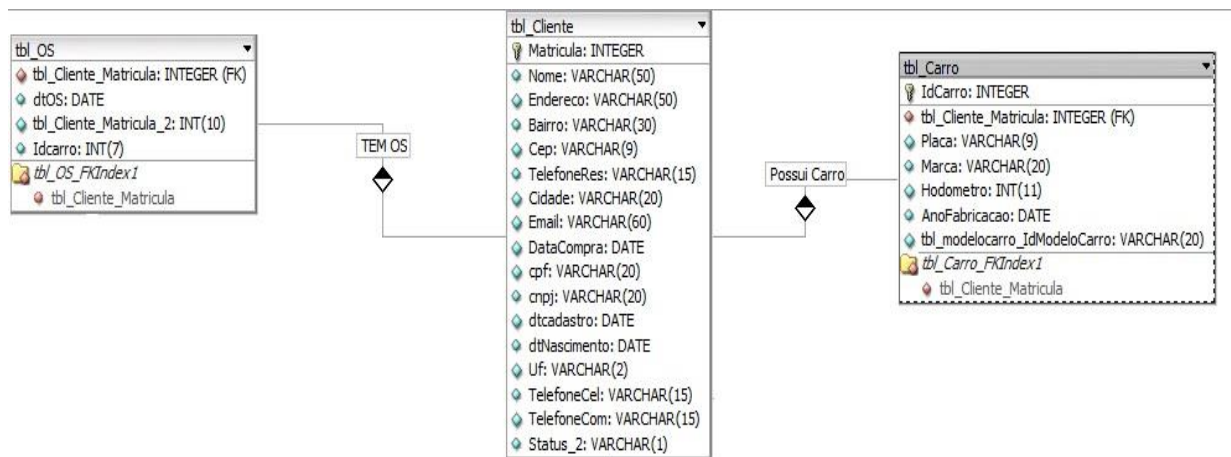 tbl_OS
tbl_Cliente_Matricula: INTEGER (FK)
dtOS: DATE
tbl_Cliente_Matricula_2: INT(10)
Idcarro: INT(7)
tbl_OS_FKIndex1
tbl_Cliente_Matricula
TEM OS
tbl_Cliente
Matricula: INTEGER
Nome: VARCHAR(50)
Endereco: VARCHAR(50)
Bairro: VARCHAR(30)
Cep: VARCHAR(9)
TelefoneRes: VARCHAR(15)
Cidade: VARCHAR(20)
Email: VARCHAR(60)
DataCompra: DATE
cpf: VARCHAR(20)
cnpj: VARCHAR(20)
dtcadastro: DATE
dtNascimento: DATE
Uf: VARCHAR(2)
TelefoneCel: VARCHAR(15)
TelefoneCom: VARCHAR(15)
Status_2: VARCHAR(1)
Possui Carro
tbl_Carro
IdCarro: INTEGER
tbl_Cliente_Matricula: INTEGER (FK)
Placa: VARCHAR(9)
Marca: VARCHAR(20)
Hodometro: INT(11)
AnoFabricacao: DATE
tbl_modelocarro_IdModeloCarro: VARCHAR(20)
tbl_Carro_FKIndex1
tbl_Cliente_Matricula